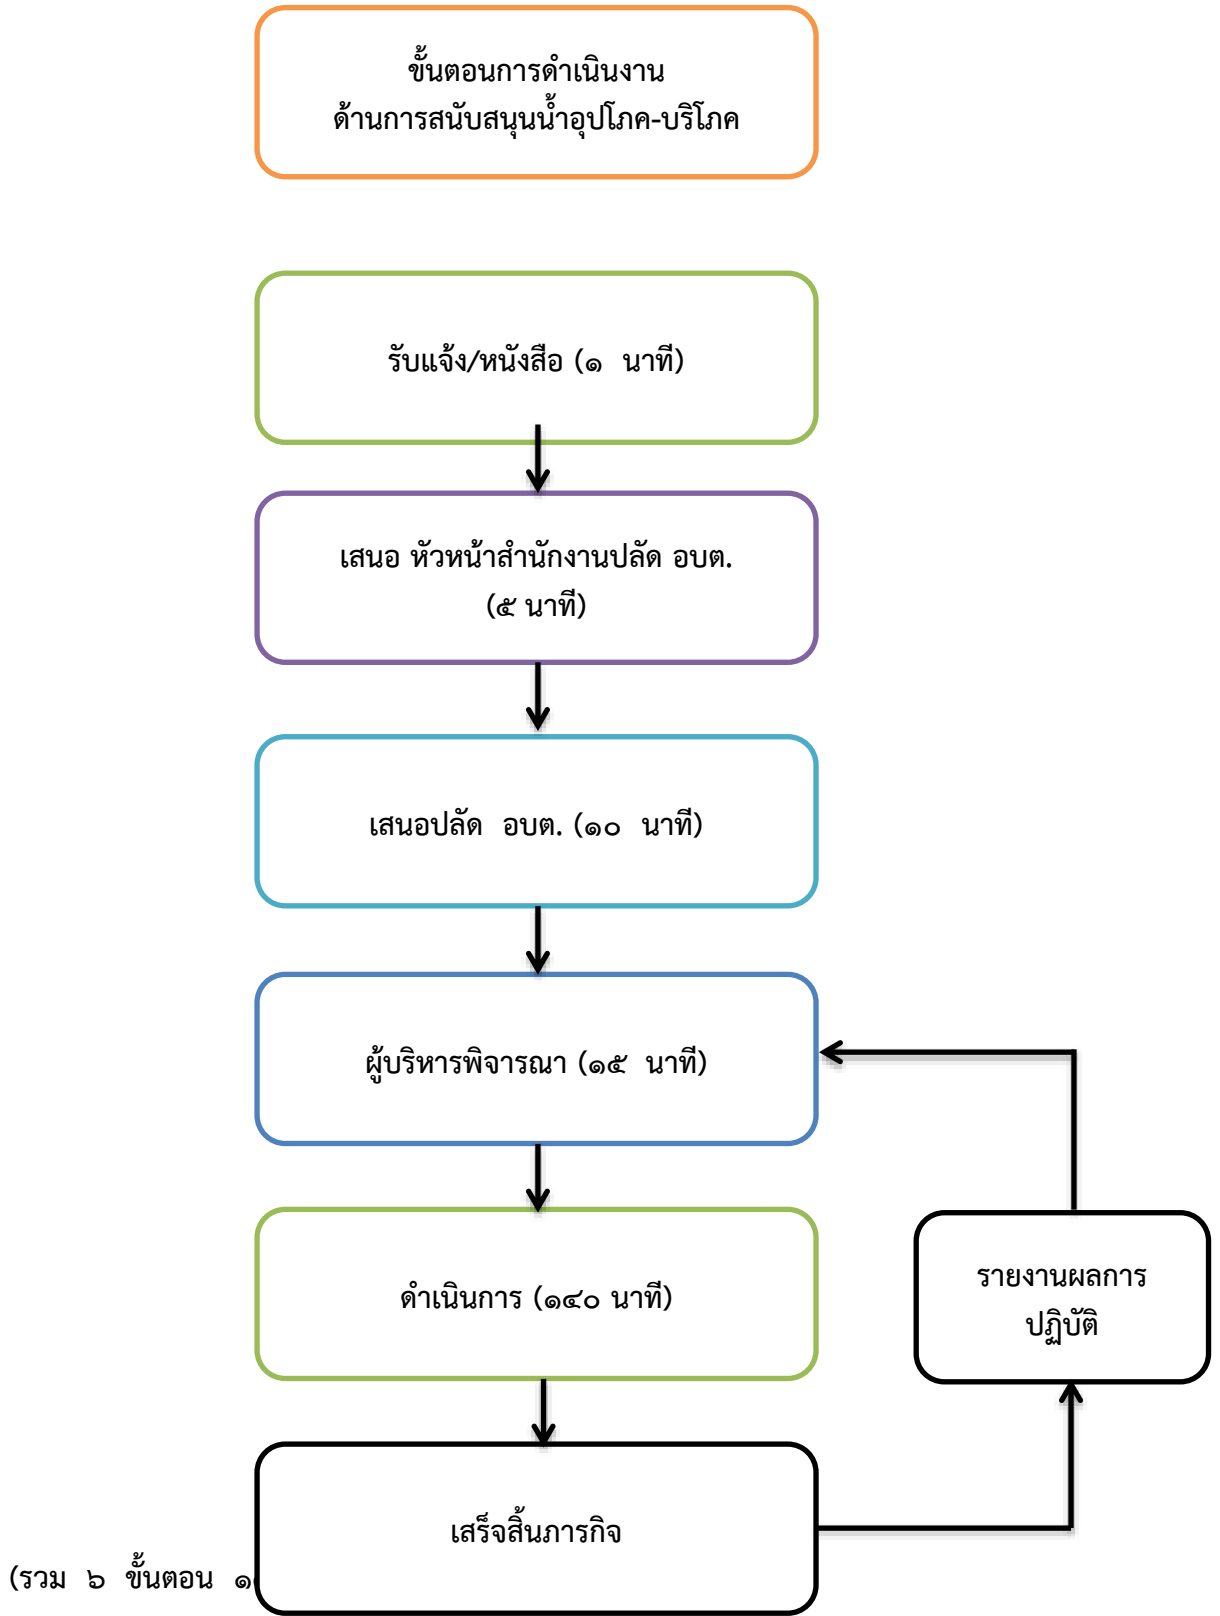 ขั้นตอนการดำเนินงาน
ด้านการสนับสนุนน้ำอุปโภค-บริโภค
รับแจ้ง/หนังสือ (๑ นาที)
เสนอ หัวหน้าสำนักงานปลัด อบต.
(๕ นาที)
เสนอปลัด อบต. (๑๐ นาที)
ผู้บริหารพิจารณา (๑๕ นาที)
ดำเนินการ (๑๔๐ นาที)
รายงานผลการ
ปฏิบัติ
เสร็จสิ้นภารกิจ
(รวม ๖ ขั้นตอน ๑